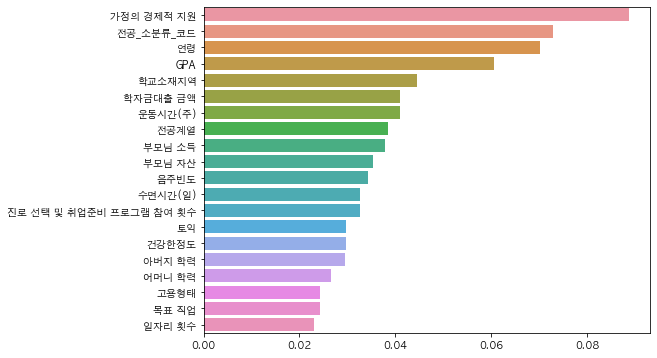 가정의 경제적 지원
전공_소분류_코드
연령
GPA
학교소재지역
학자금대출 금액
운동시간(주)
전공계열
부모님 소득
부모님 자산
음주빈도
수면시간(일)
진로 선택 및 취업준비 프로그램 참여 횟수
토익
건강한정도
아버지 학력
어머니 학력
고용형태
목표 직업
일자리 횟수
0.00 0.02 0.04 0.06 0.08